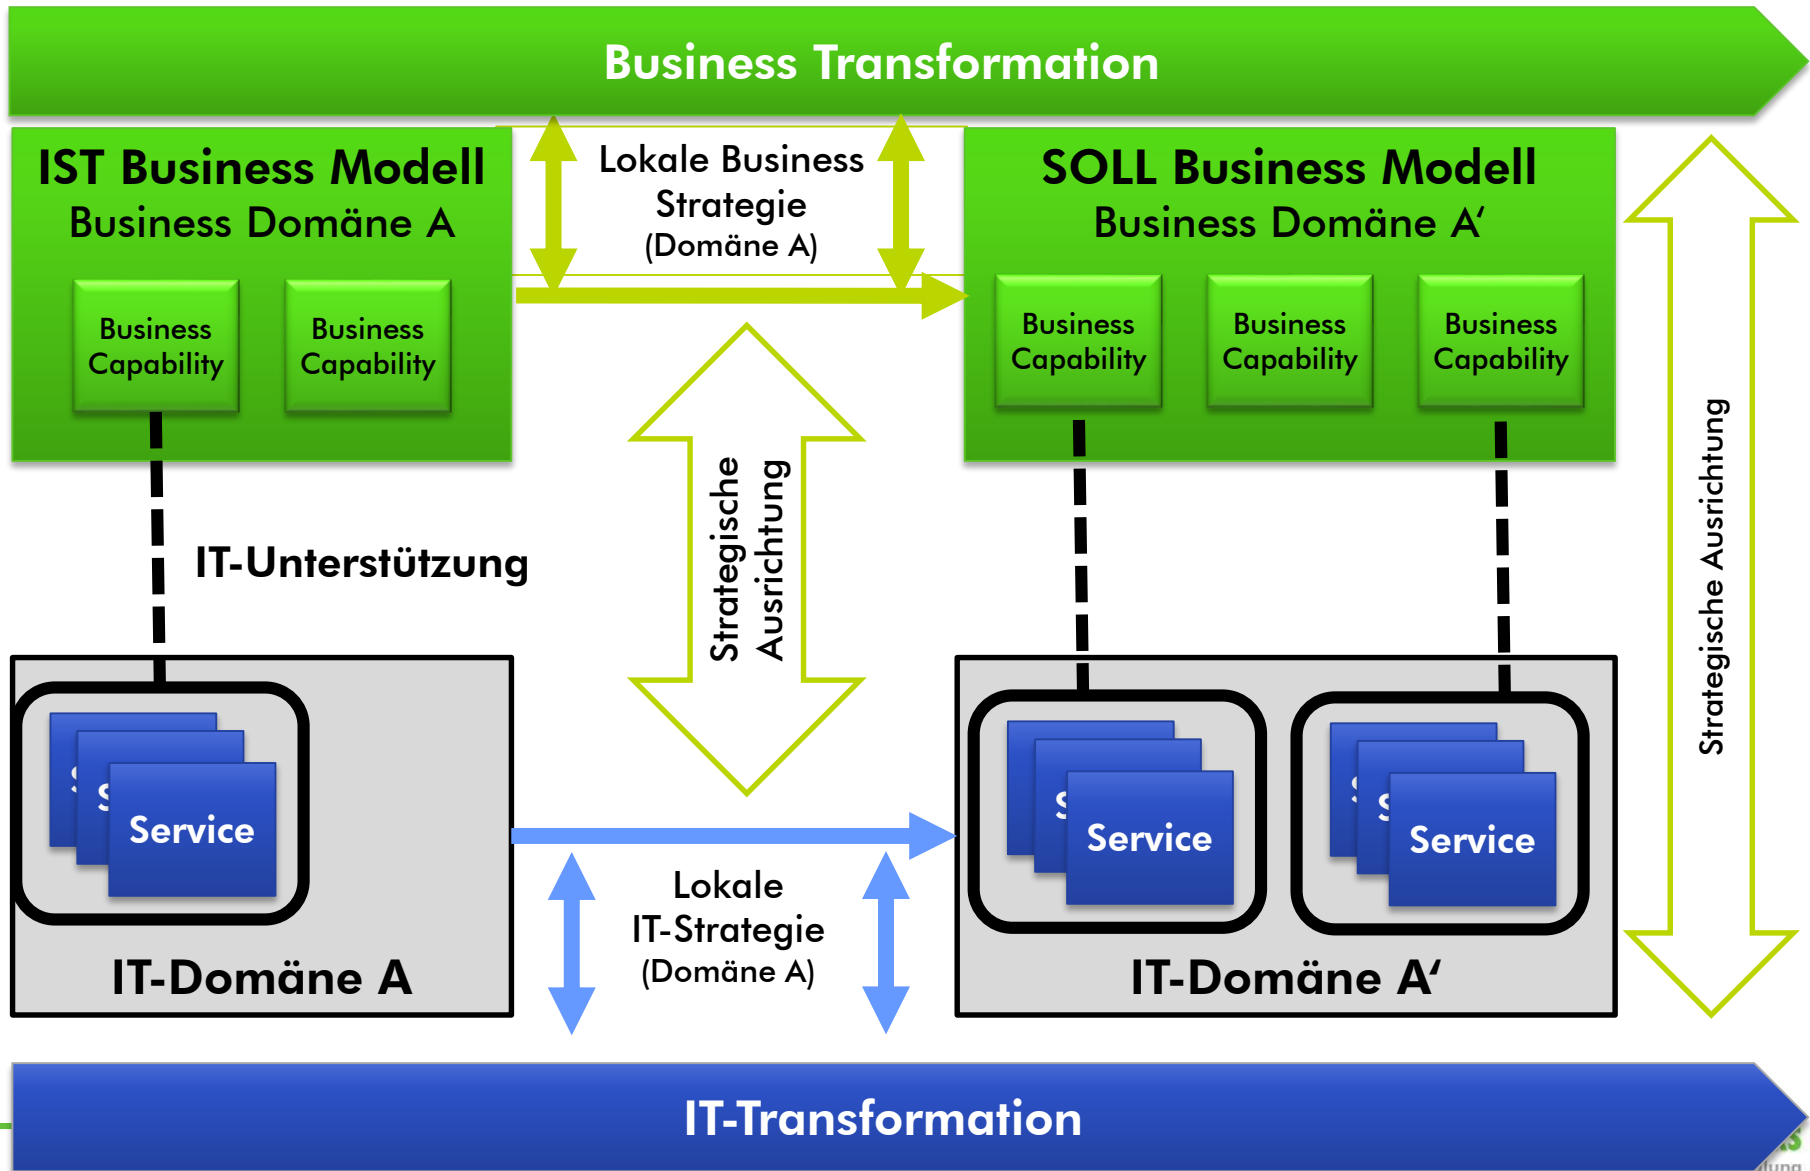 Business Transformation
IST Business Modell
Business Domäne A
Business
Capability
Business
Capability
Lokale Business
Strategie
(Domäne A)
SOLL Business Modell
Business Domäne A‘
Business
Capability
Business
Capability
Business
Capability
IT-Unterstützung
Strategische
Ausrichtung
Strategische Ausrichtung
Service
IT-Domäne A
Lokale
IT-Strategie
(Domäne A)
Service
Service
IT-Domäne A‘
IT-Transformation